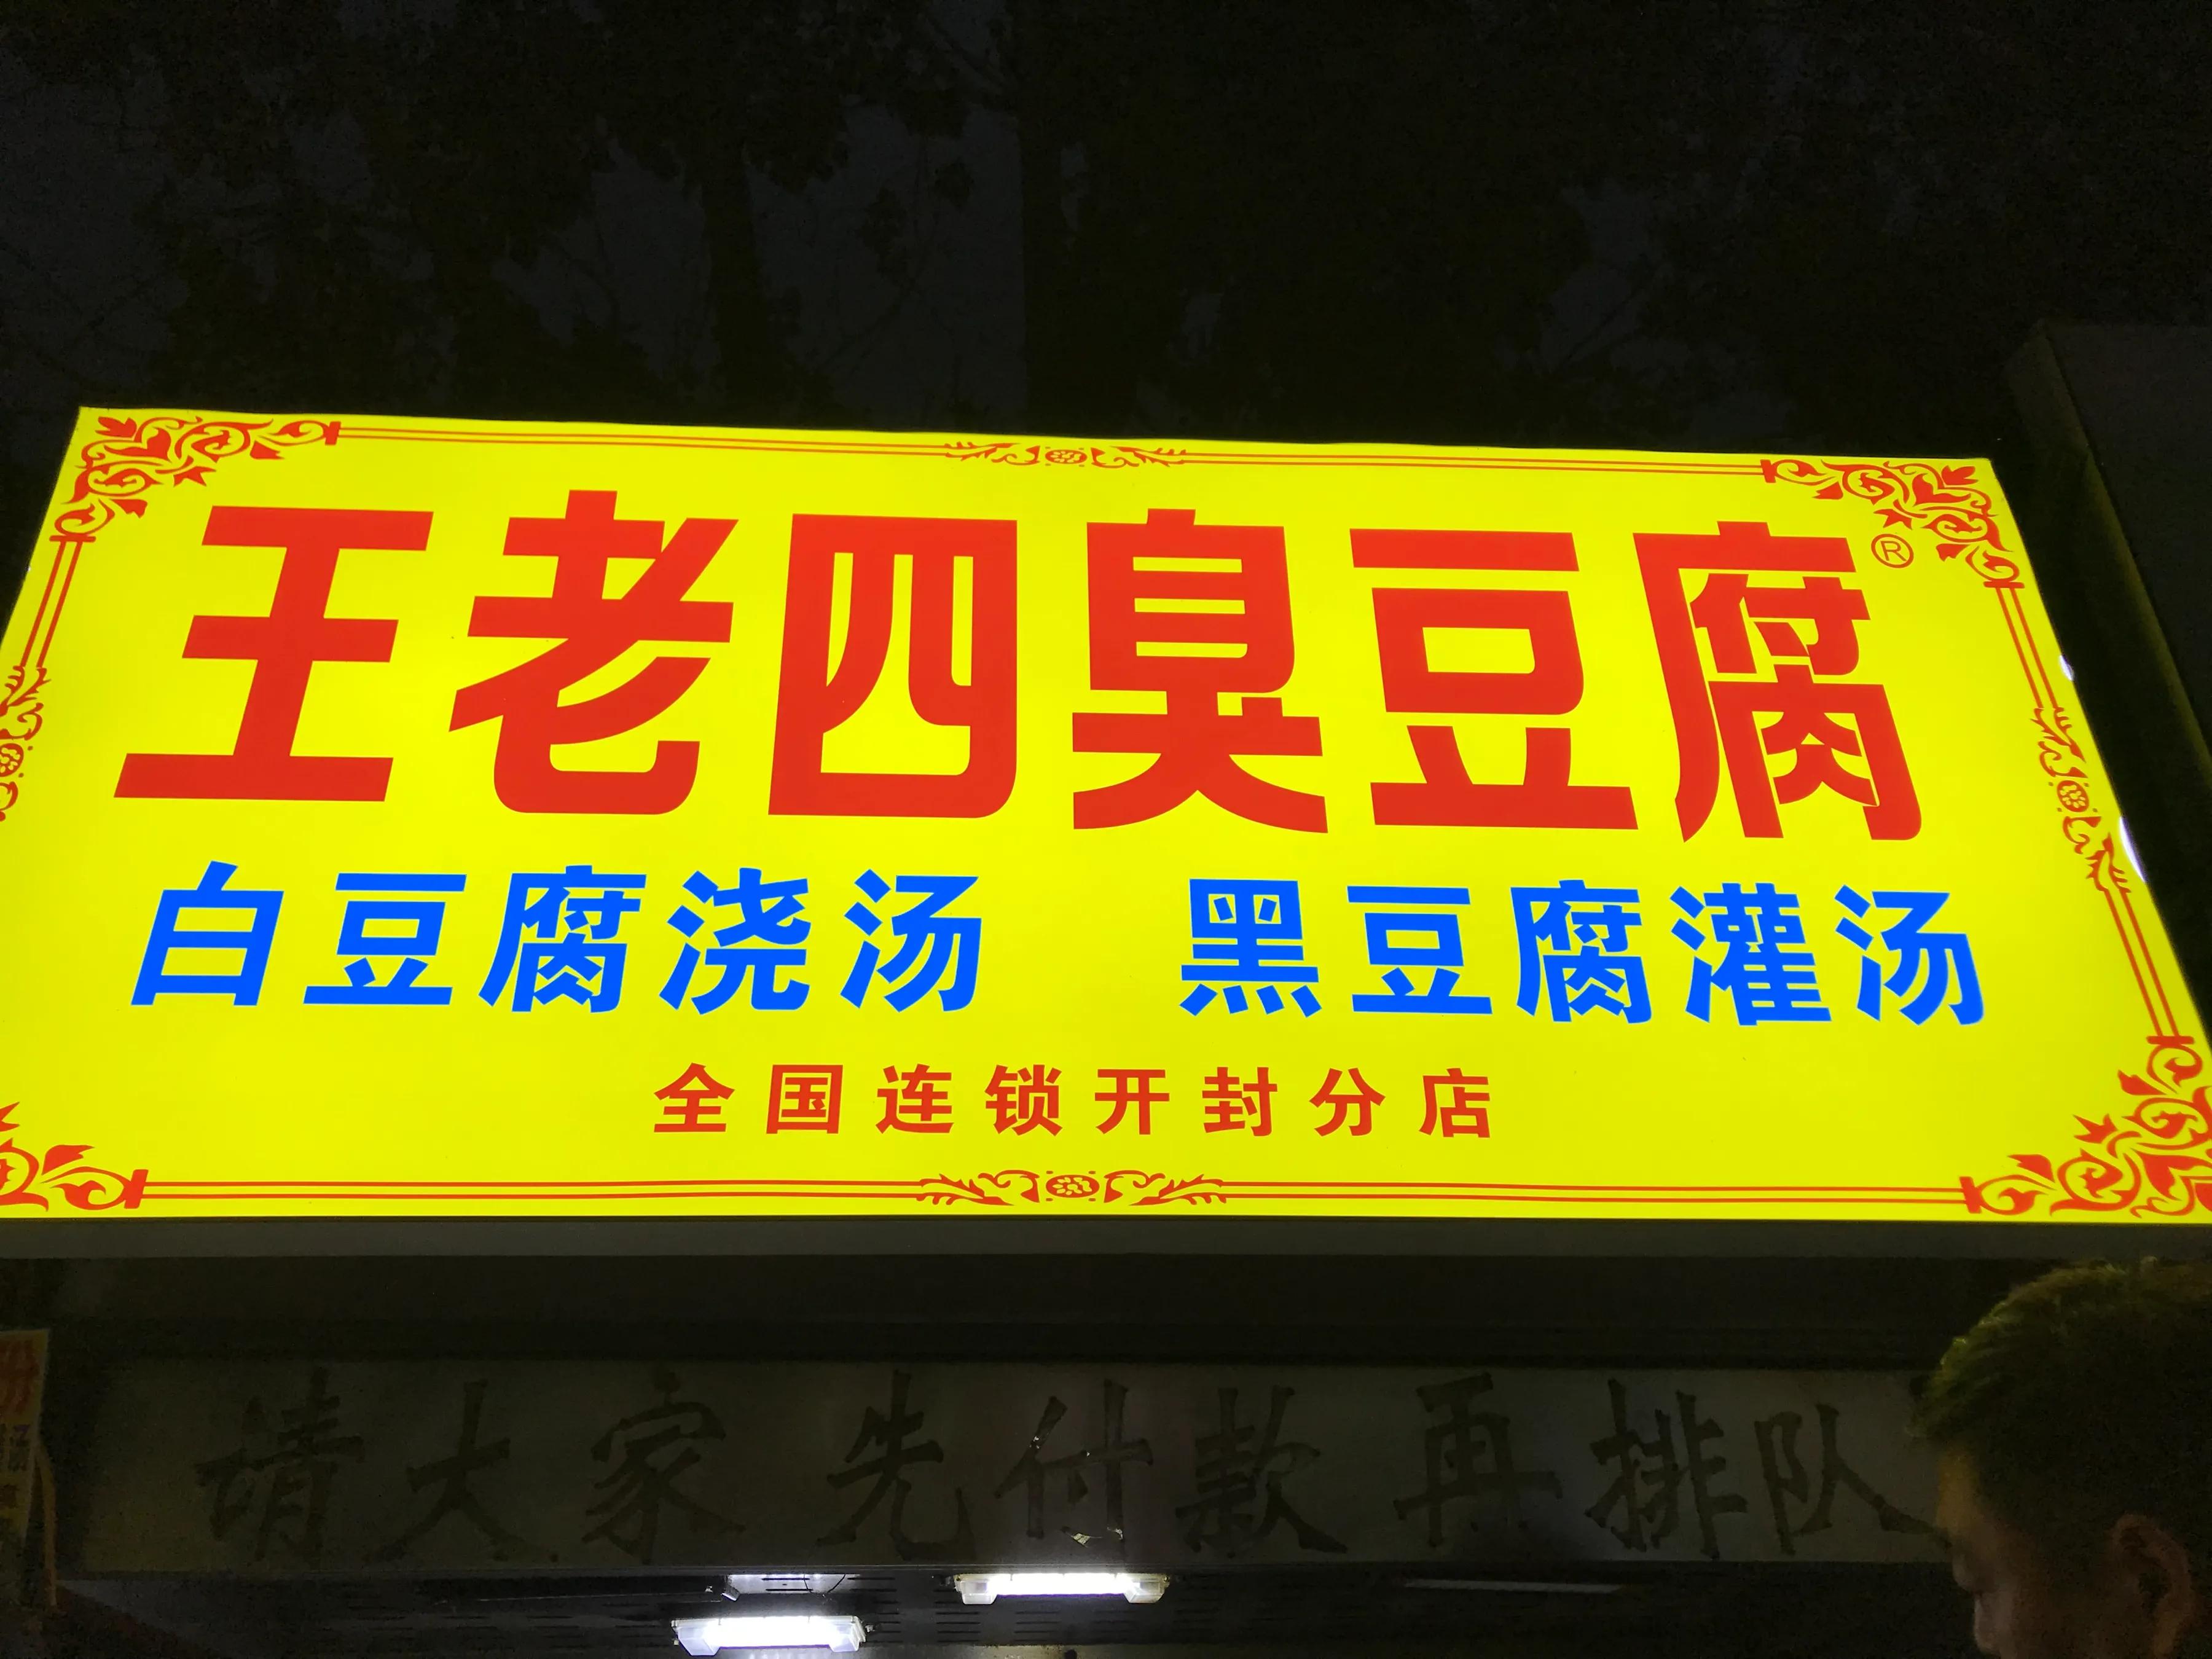 王老四臭豆腐®
白豆腐浇汤 黑豆腐灌汤
全国连锁开封分店
请大家先付款再排队